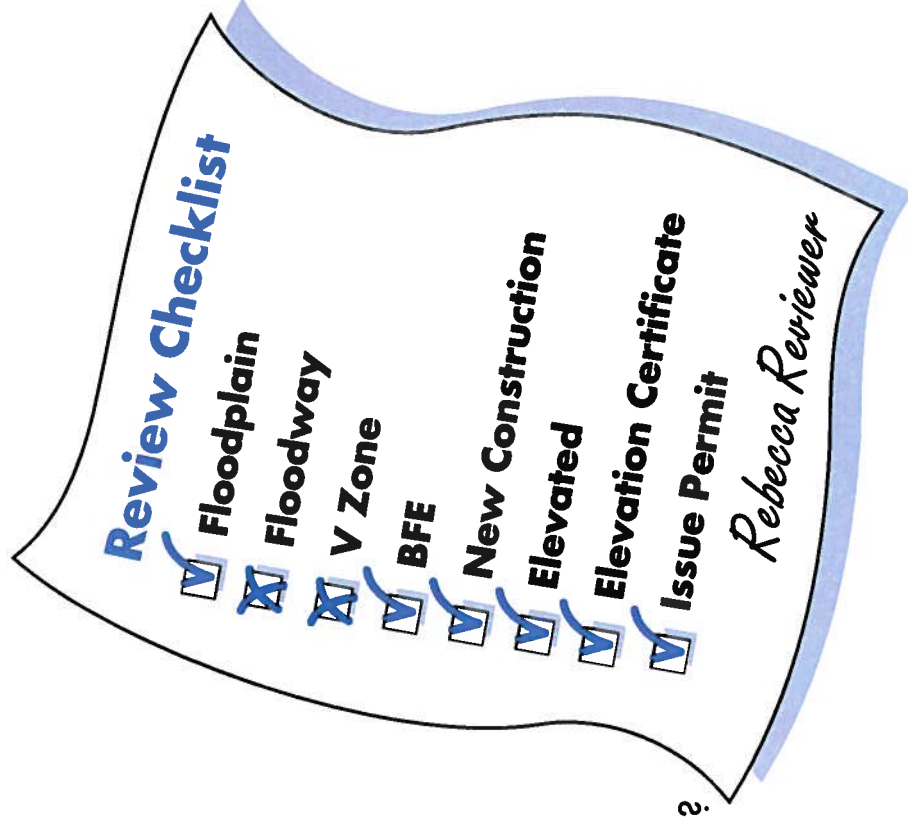 Review Checklist
Floodplain
Floodway
V Zone
BFE
New Construction
Elevated
Elevation Certificate
Issue Permit
Rebecca Reviewer